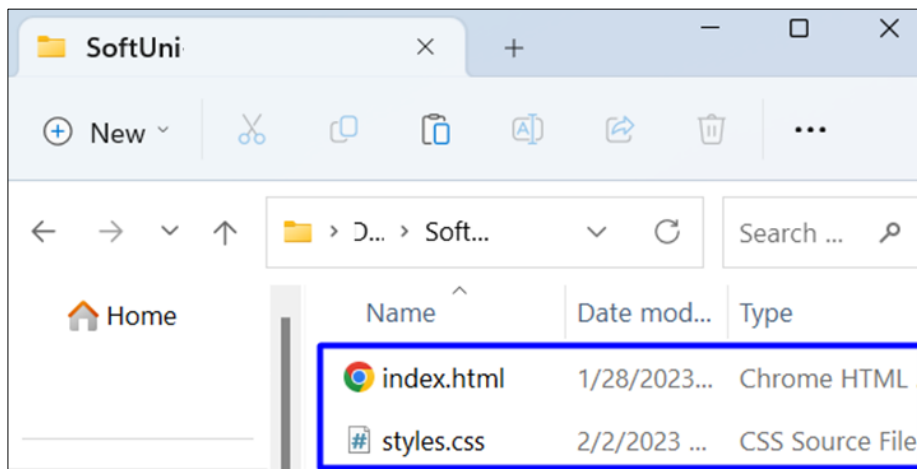 SoftUni
New
D... Soft...
Search ...
Home
Name Date mod... Type
index.html 1/28/2023... Chrome HTML
styles.css 2/2/2023 ... CSS Source File